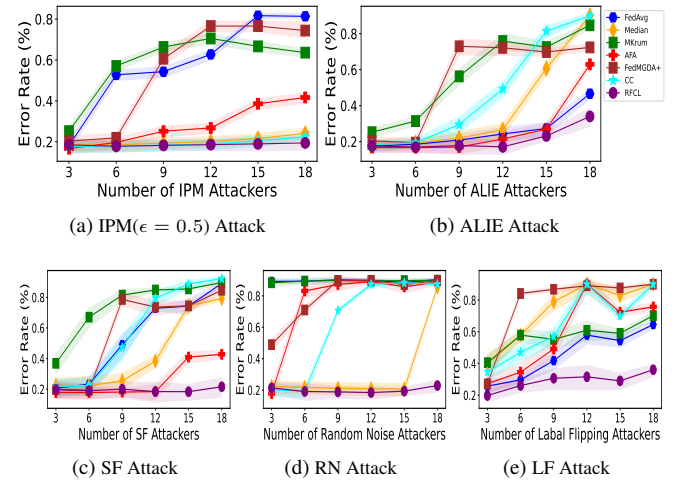 Error Rate (%)
0.8
0.6
0.4
0.2
3 6 9 12 15 18
Number of IPM Attackers
(a) IPM(ϵ = 0.5) Attack
Error Rate (%)
0.8
0.6
0.4
0.2
3 6 9 12 15 18
Number of ALIE Attackers
(b) ALIE Attack
FedAvg
Median
MKrum
AFA
FedMGDA+
CC
RFCL
Error Rate (%)
0.8
0.6
0.4
0.2
3 6 9 12 15 18
Number of SF Attackers
(c) SF Attack
Error Rate (%)
0.8
0.6
0.4
0.2
3 6 9 12 15 18
Number of Random Noise Attackers
(d) RN Attack
Error Rate (%)
0.8
0.6
0.4
0.2
3 6 9 12 15 18
Number of Labal Flipping Attackers
(e) LF Attack